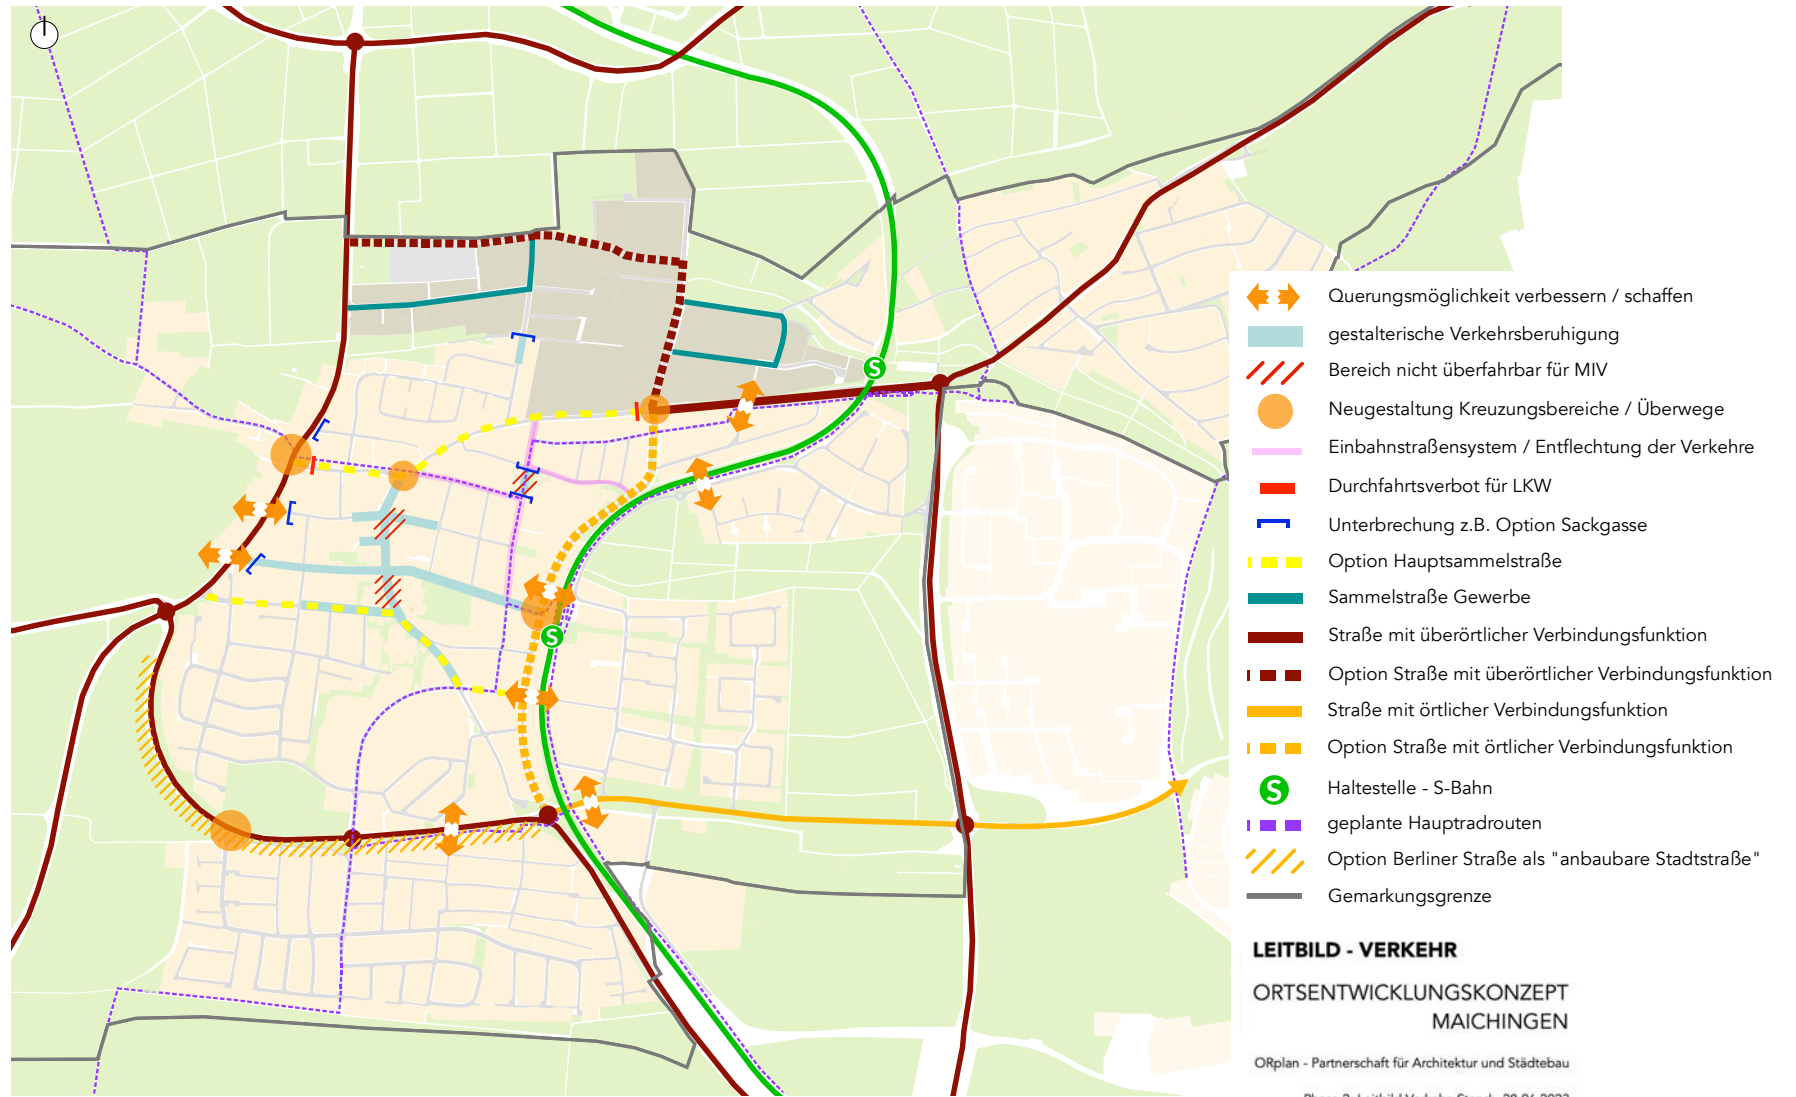 S
S
Querungsmöglichkeit verbessern / schaffen
gestalterische Verkehrsberuhigung
Bereich nicht überfahrbar für MIV
Neugestaltung Kreuzungsbereiche / Überwege
Einbahnstraßensystem / Entflechtung der Verkehre
Durchfahrtsverbot für LKW
Unterbrechung z.B. Option Sackgasse
Option Hauptsammelstraße
Sammelstraße Gewerbe
Straße mit überörtlicher Verbindungsfunktion
Option Straße mit überörtlicher Verbindungsfunktion
Straße mit örtlicher Verbindungsfunktion
Option Straße mit örtlicher Verbindungsfunktion
S Haltestelle - S-Bahn
geplante Hauptradrouten
Option Berliner Straße als "anbaubare Stadtstraße"
Gemarkungsgrenze
LEITBILD - VERKEHR
ORTSENTWICKLUNGSKONZEPT
MAICHINGEN
ORplan - Partnerschaft für Architektur und Städtebau